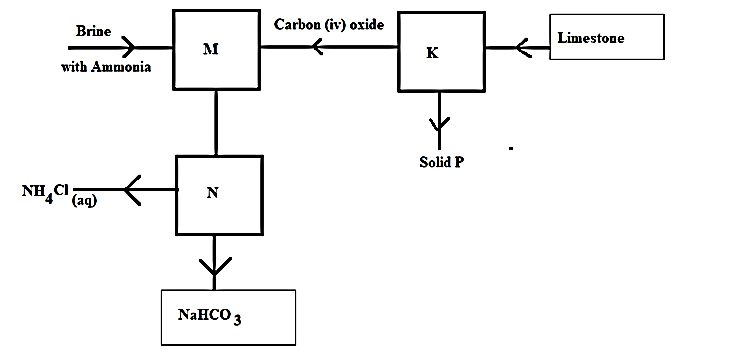 Brine
with Ammonia
M
Carbon (iv) oxide
K
Limestone
Solid P
NH4Cl (aq)
N
NaHCO3